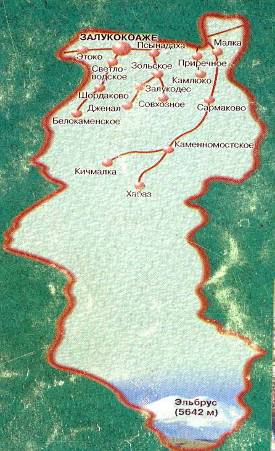 ЗАЛУКОКОАЖЕ
Псынадаха
Малка
Этоко
Светло-
водское
Зольское
Приречное
Камлюко
Шордаково
Залукодес
Дженал
Совхозное
Сармаково
Белокаменское
Каменномостское
Кичмалка
Хабаз
Эльбрус
(5642 м)